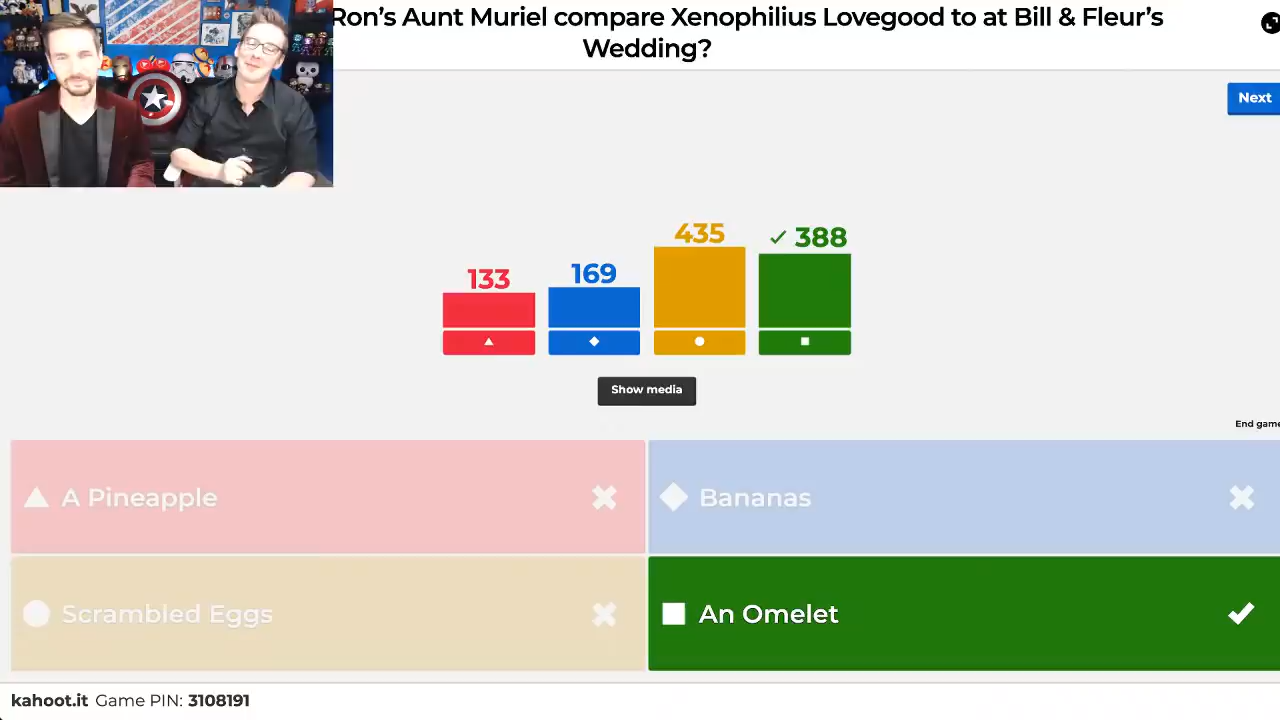 Ron’s Aunt Muriel compare Xenophilius Lovegood to at Bill & Fleur’s
Wedding?
Next
133
169
435
388
Show media
End game
A Pineapple
Bananas
Scrambled Eggs
An Omelet
kahoot.it Game PIN: 3108191